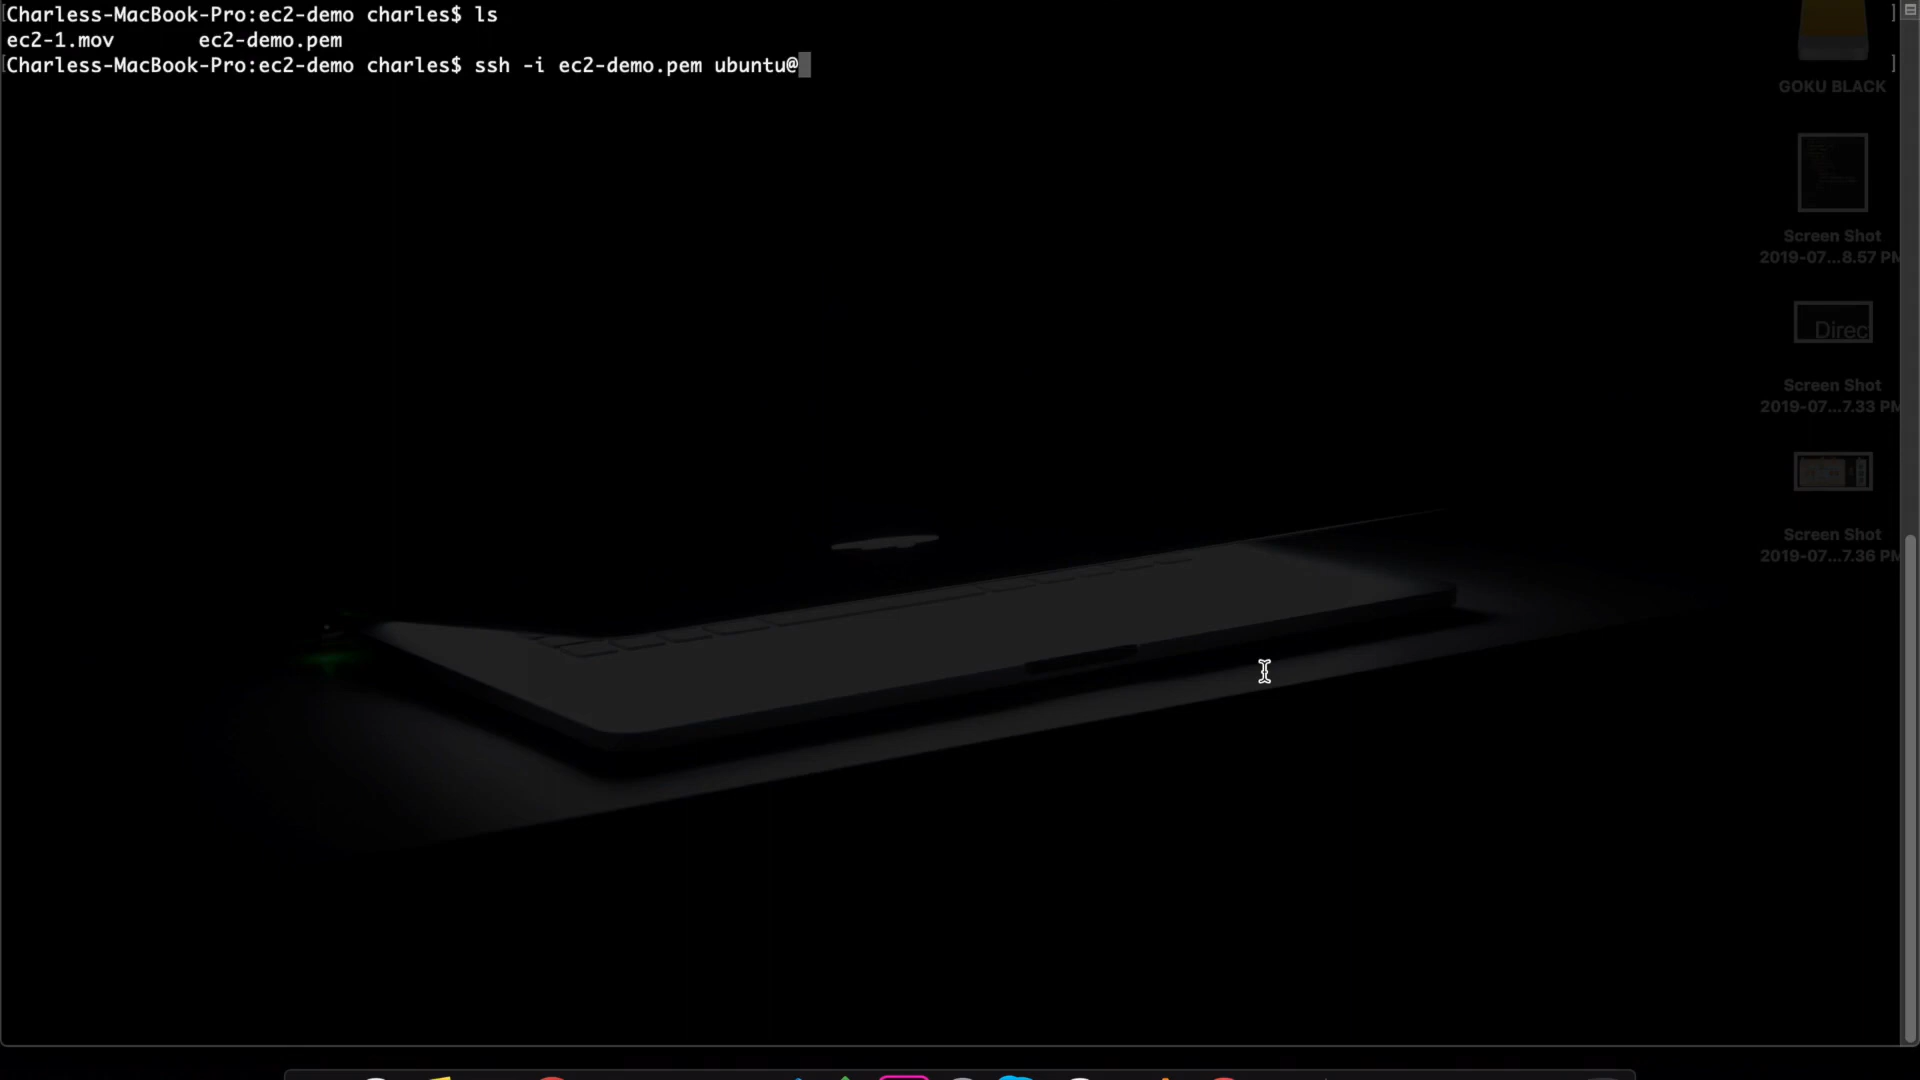 Charless-MacBook-Pro:ec2-demo charles$ ls
ec2-1.mov ec2-demo.pem
Charless-MacBook-Pro:ec2-demo charles$ ssh -i ec2-demo.pem ubuntu@
GOKU BLACK
Screen Shot
2019-07...8.57 PM
Direc
Screen Shot
2019-07...7.33 PM
Screen Shot
2019-07...7.36 PM